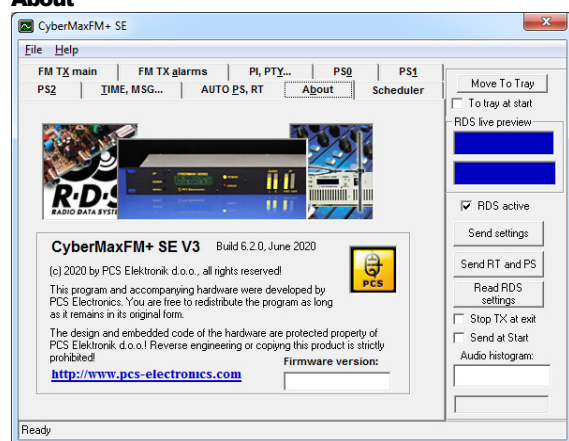 About
CyberMaxFM+ SE
File Help
FM TX main FM TX alarms PI, PTY... PS0 PS1
PS2 TIME, MSG... AUTO PS, RT About Scheduler
Move To Tray
To tray at start
RDS live preview
R·D·S
RADIO DATA SYST
RDS active
Send settings
Send RT and PS
Read RDS
settings
Stop TX at exit
Send at Start
Audio histogram:
CyberMaxFM+ SE V3 Build 6.2.0, June 2020
(c) 2020 by PCS Elektronik d.o.o., all rights reserved!
PCS
This program and accompanying hardware were developed by
PCS Electronics. You are free to redistribute the program as long
as it remains in its original form.
The design and embedded code of the hardware are protected property of
PCS Elektronik d.o.o.! Reverse engineering or copying this product is strictly
prohibited!
Firmware version:
http://www.pcs-electronics.com
Ready